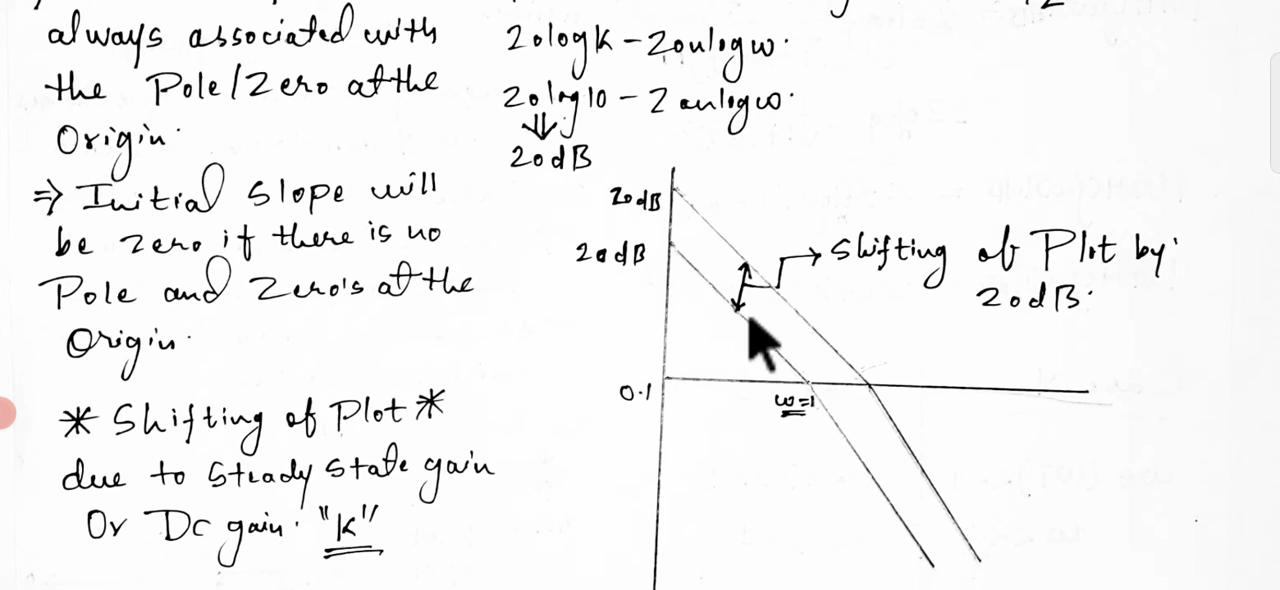 always associated with
the Pole/Zero at the
Origin.
⇒ Initial slope will
be zero if there is no
Pole and Zero's at the
Origin.
* Shifting of Plot *
due to steady state gain
Or Dc gain. "K"
20logK - 20nlogω.
20log10 - 20nlogω.
⇓
20dB
20dB
20dB
→ Shifting of Plot by
20dB.
0.1
ω=1